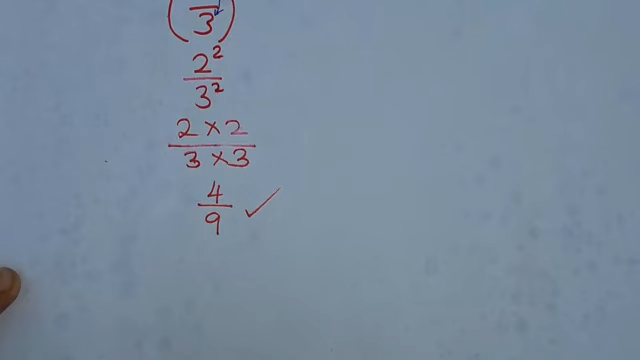 (—/3)
2²/3²
2 × 2/3 × 3
4/9 ✓